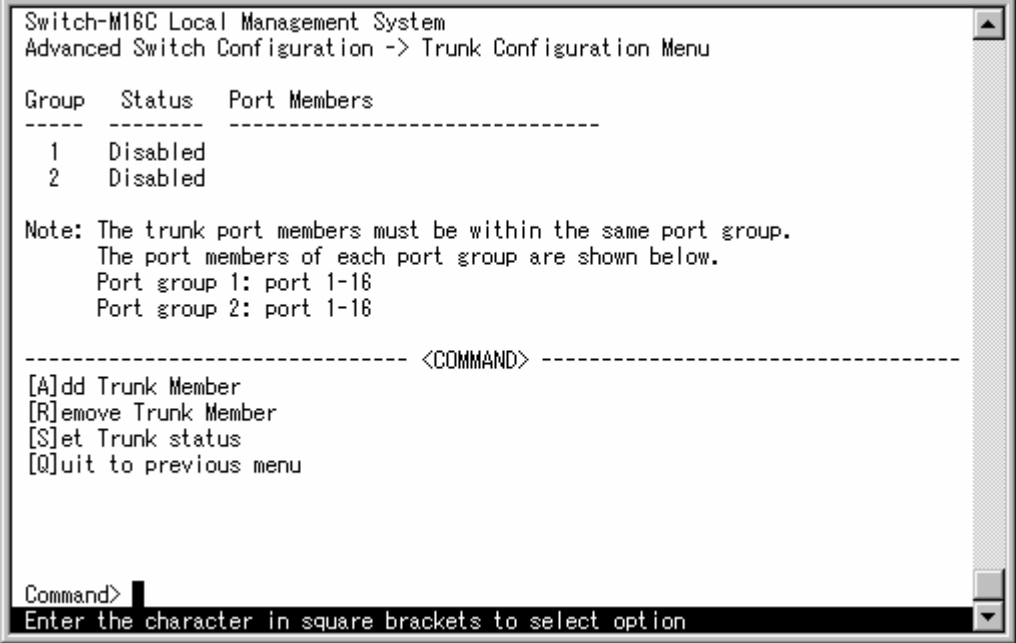 Switch-M16C Local Management System
Advanced Switch Configuration -> Trunk Configuration Menu
Group   Status   Port Members
-----  --------  -------------------------------
  1    Disabled
  2    Disabled
Note: The trunk port members must be within the same port group.
      The port members of each port group are shown below.
      Port group 1: port 1-16
      Port group 2: port 1-16
-------------------------------- <COMMAND> -----------------------------------
[A]dd Trunk Member
[R]emove Trunk Member
[S]et Trunk status
[Q]uit to previous menu
Command>
Enter the character in square brackets to select option